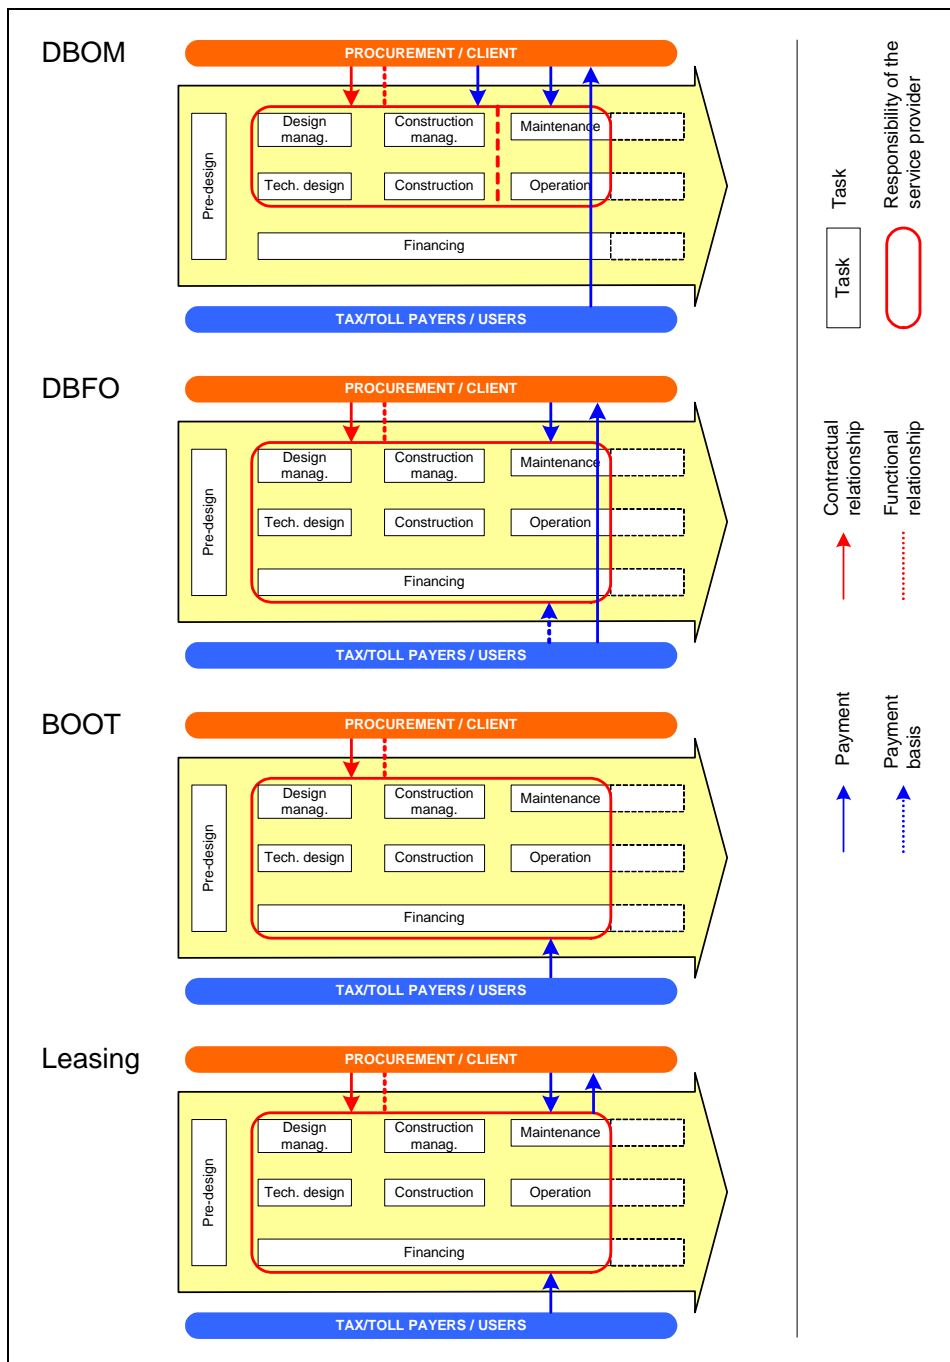 DBOM
PROCUREMENT / CLIENT
Pre-design
Design
manag.
Construction
manag.
Maintenance
Tech. design
Construction
Operation
Financing
TAX/TOLL PAYERS / USERS
DBFO
PROCUREMENT / CLIENT
Pre-design
Design
manag.
Construction
manag.
Maintenance
Tech. design
Construction
Operation
Financing
TAX/TOLL PAYERS / USERS
BOOT
PROCUREMENT / CLIENT
Pre-design
Design
manag.
Construction
manag.
Maintenance
Tech. design
Construction
Operation
Financing
TAX/TOLL PAYERS / USERS
Leasing
PROCUREMENT / CLIENT
Pre-design
Design
manag.
Construction
manag.
Maintenance
Tech. design
Construction
Operation
Financing
TAX/TOLL PAYERS / USERS
Task
Task
Responsibility of the
service provider
Contractual
relationship
Functional
relationship
Payment
Payment
basis